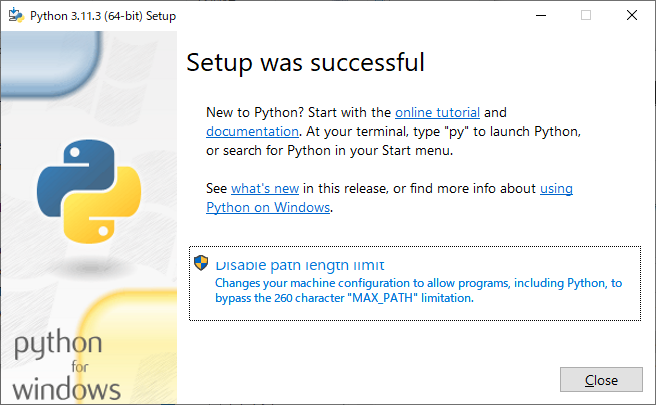 Python 3.11.3 (64-bit) Setup
Setup was successful
New to Python? Start with the online tutorial and
documentation. At your terminal, type "py" to launch Python,
or search for Python in your Start menu.
See what's new in this release, or find more info about using
Python on Windows.
Disable path length limit
Changes your machine configuration to allow programs, including Python, to
bypass the 260 character "MAX_PATH" limitation.
python
for
windows
Close